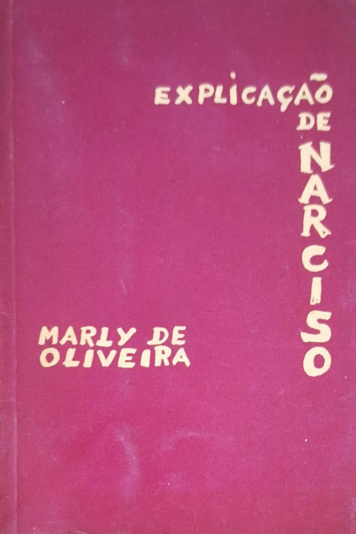 EXPLICAÇÃO
DE
NARCISO
MARLY DE
OLIVEIRA